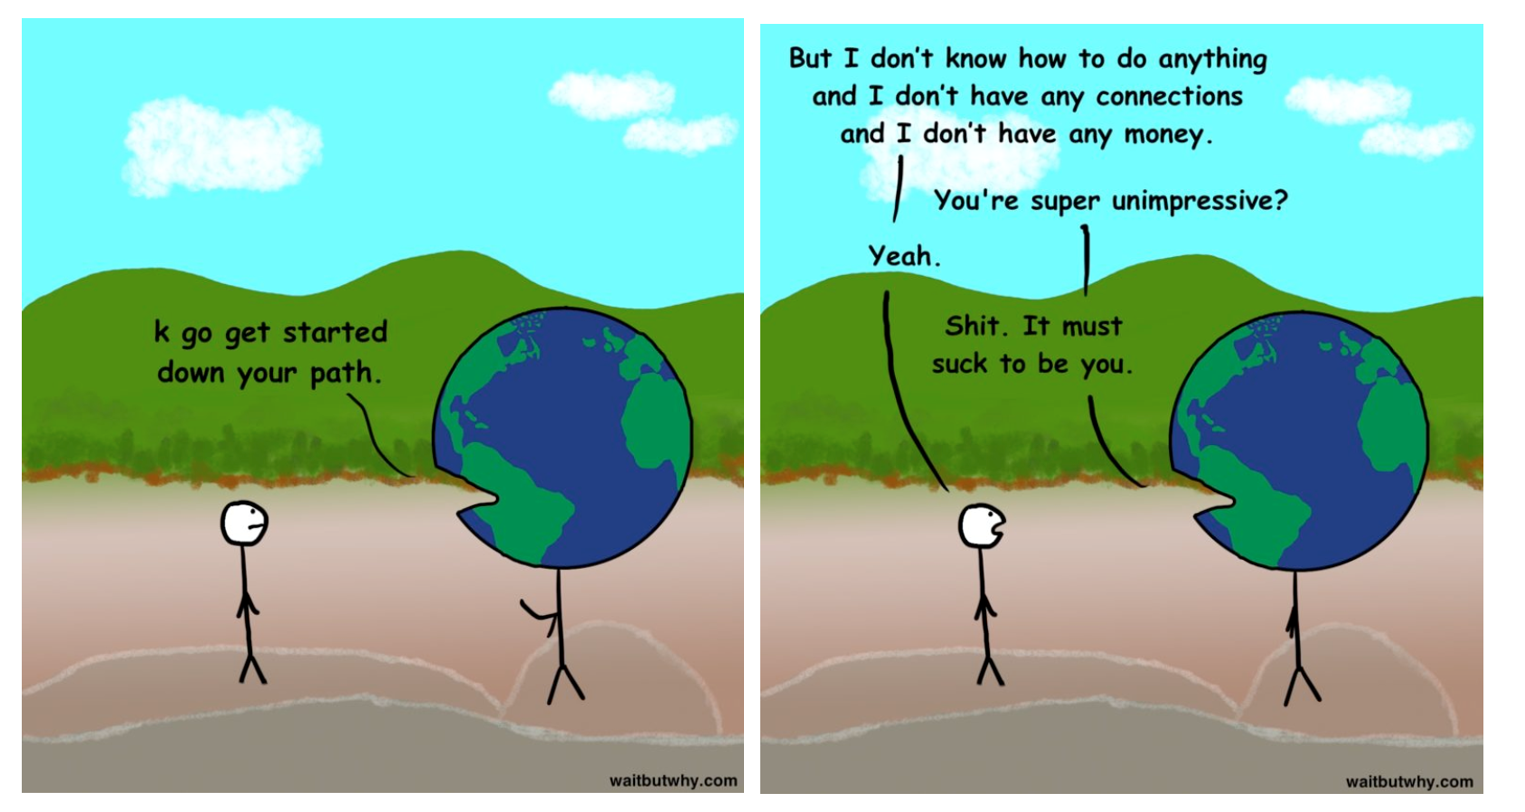 k go get started
down your path.
waitbutwhy.com
But I don't know how to do anything
and I don't have any connections
and I don't have any money.
You're super unimpressive?
Yeah.
Shit. It must
suck to be you.
waitbutwhy.com